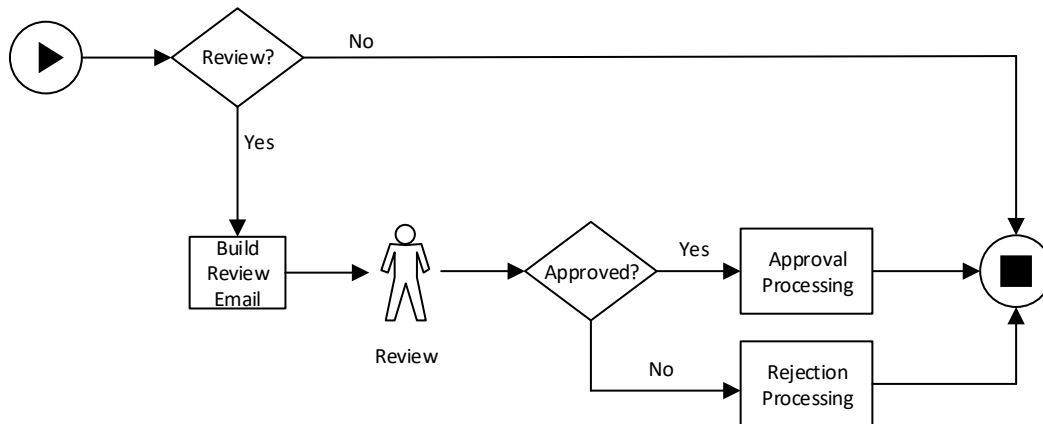 No
Review?
Yes
Build
Review
Email
Review
Approved?
Yes
Approval
Processing
No
Rejection
Processing